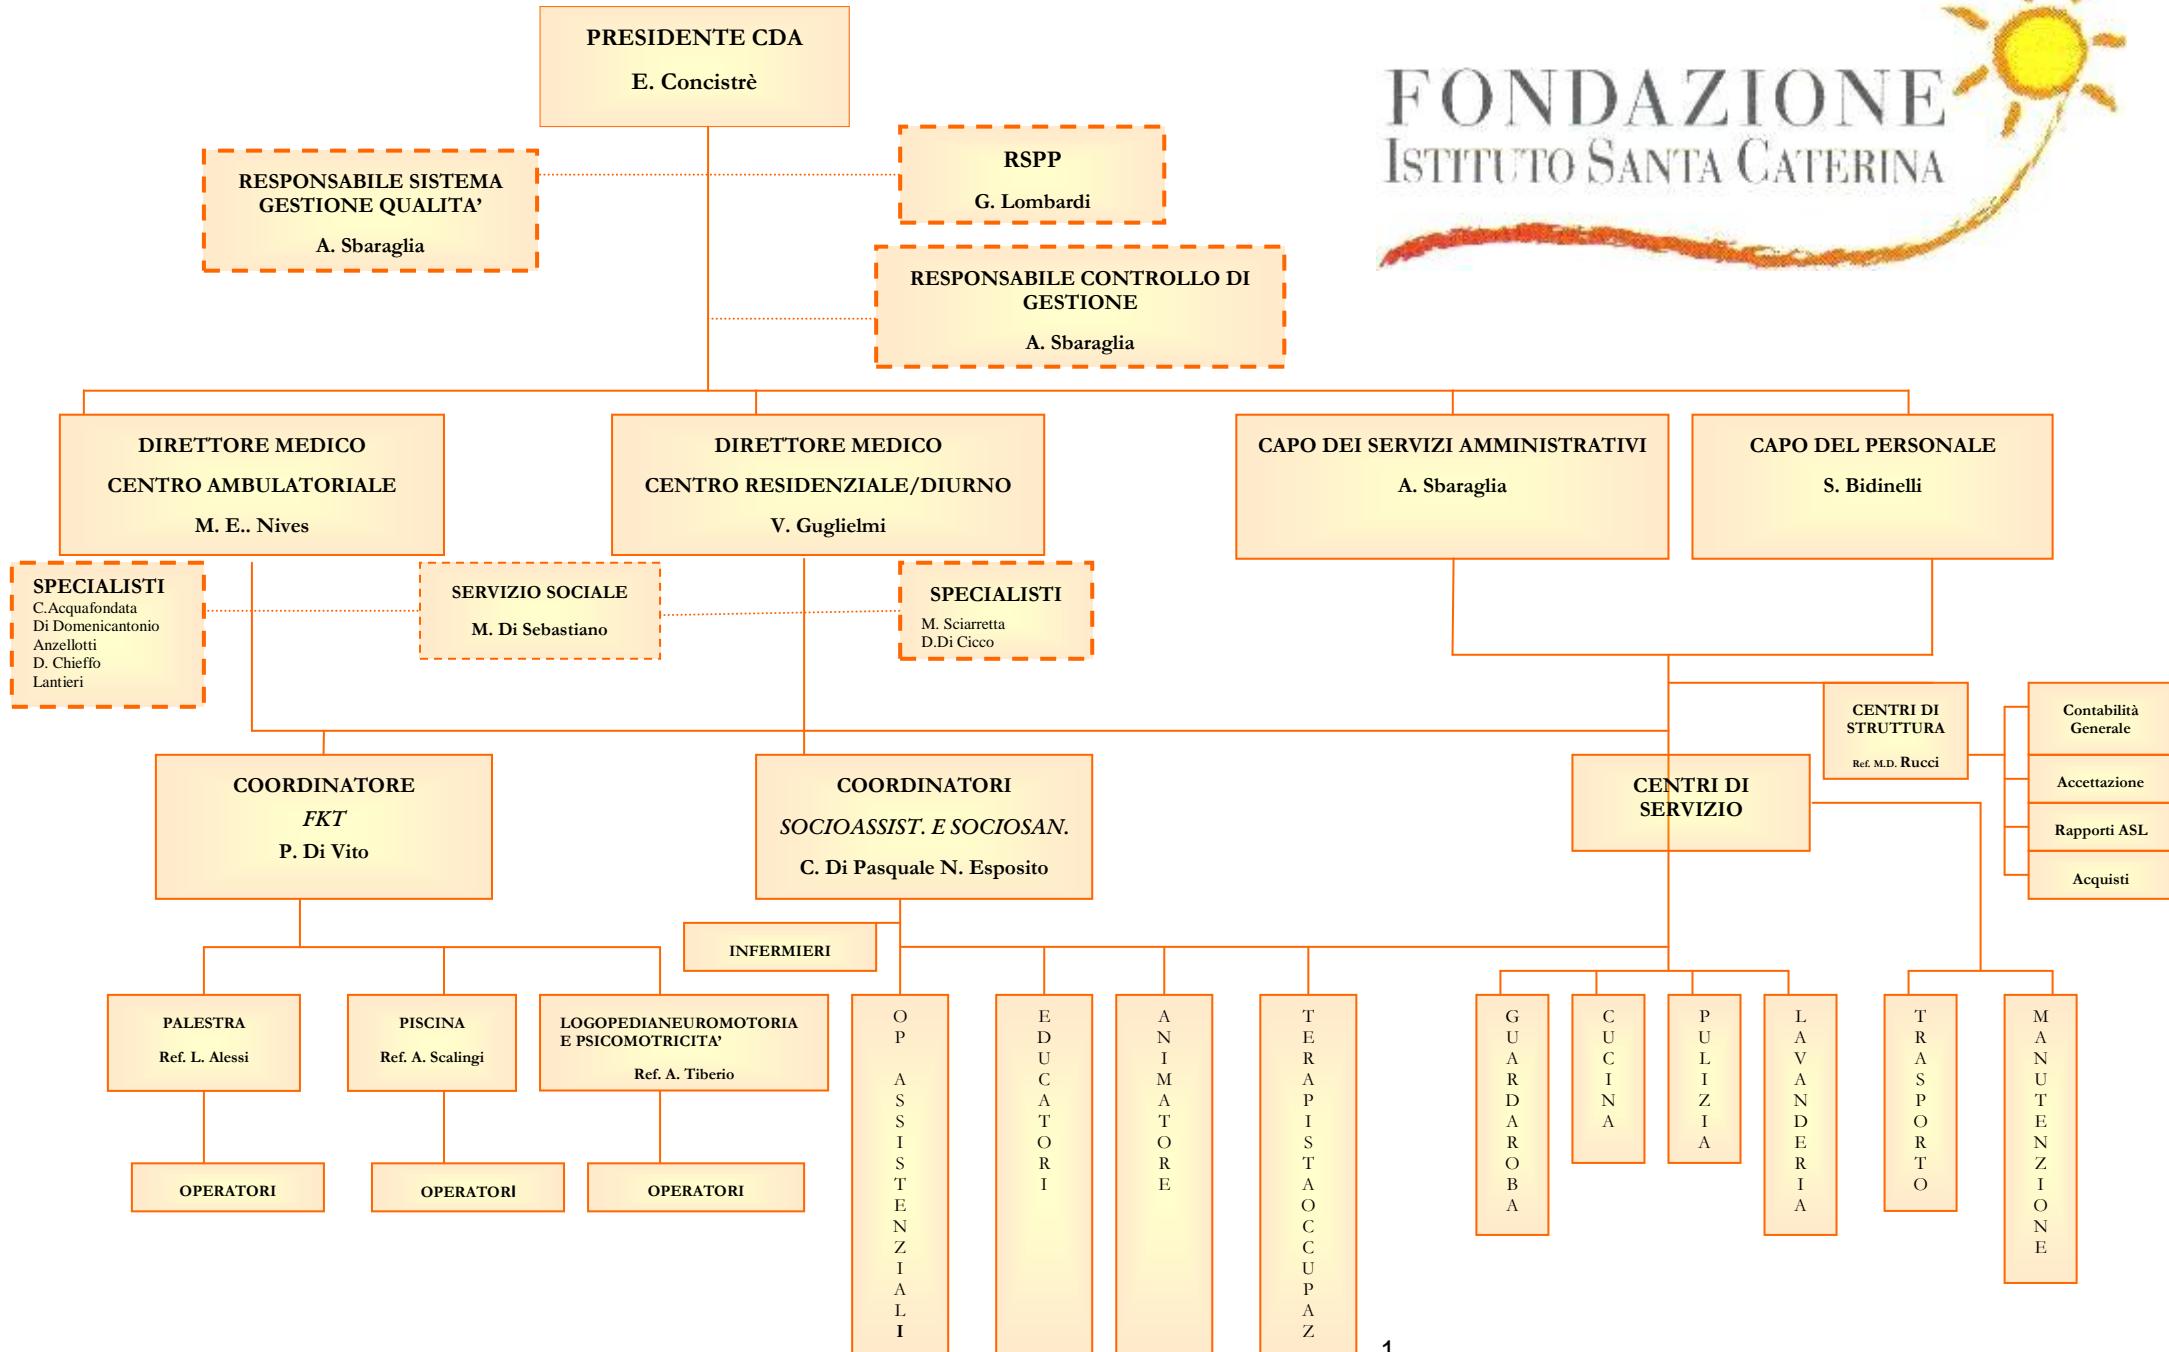 PRESIDENTE CDA
E. Concistrè
FONDAZIONE
ISTITUTO SANTA CATERINA
RESPONSABILE SISTEMA
GESTIONE QUALITA’
A. Sbaraglia
RSPP
G. Lombardi
RESPONSABILE CONTROLLO DI
GESTIONE
A. Sbaraglia
DIRETTORE MEDICO
CENTRO AMBULATORIALE
M. E.. Nives
DIRETTORE MEDICO
CENTRO RESIDENZIALE/DIURNO
V. Guglielmi
CAPO DEI SERVIZI AMMINISTRATIVI
A. Sbaraglia
CAPO DEL PERSONALE
S. Bidinelli
SPECIALISTI
C.Acquafondata
Di Domenicantonio
Anzellotti
D. Chieffo
Lantieri
SERVIZIO SOCIALE
M. Di Sebastiano
SPECIALISTI
M. Sciarretta
D.Di Cicco
CENTRI DI
STRUTTURA
Ref. M.D. Rucci
Contabilità
Generale
Accettazione
Rapporti ASL
Acquisti
COORDINATORE
FKT
P. Di Vito
COORDINATORI
SOCIOASSIST. E SOCIOSAN.
C. Di Pasquale N. Esposito
CENTRI DI
SERVIZIO
INFERMIERI
PALESTRA
Ref. L. Alessi
PISCINA
Ref. A. Scalingi
LOGOPEDIANEUROMOTORIA
E PSICOMOTRICITA’
Ref. A. Tiberio
OPERATORI
OPERATORI
OPERATORI
OP ASSISTENZIALI
EDUCATORI
ANIMATORE
TERAPISTAOCCUPAZ
GUARDAROBA
CUCINA
PULIZIA
LAVANDERIA
TRASPORTO
MANUTENZIONE
1